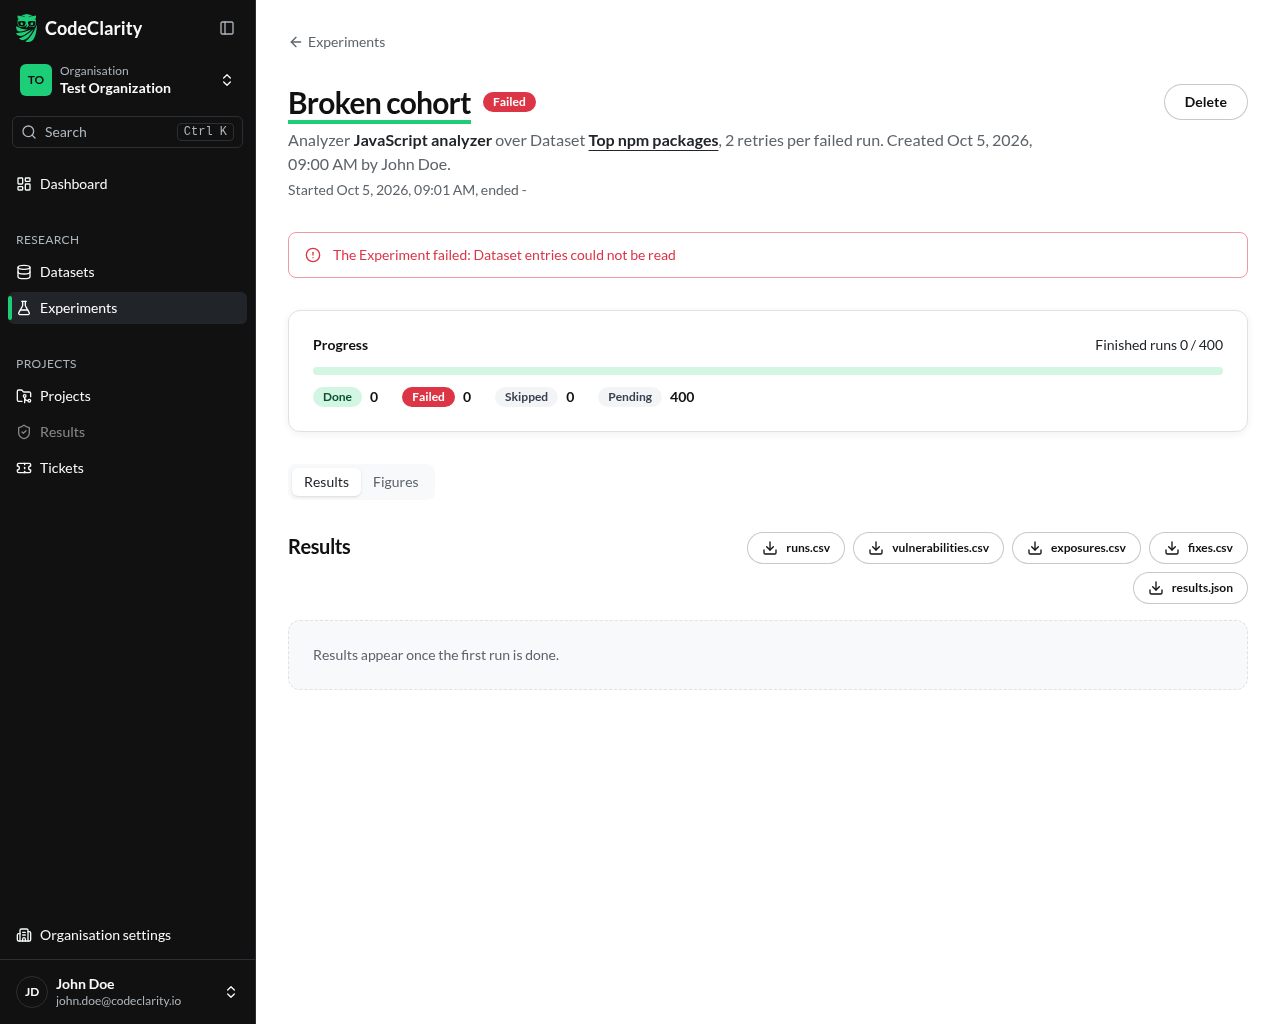 CodeClarity
TO
Organisation
Test Organization
Search
Ctrl K
Dashboard
RESEARCH
Datasets
Experiments
PROJECTS
Projects
Results
Tickets
Organisation settings
JD
John Doe
john.doe@codeclarity.io
Experiments
Broken cohort
Failed
Delete
Analyzer JavaScript analyzer over Dataset Top npm packages, 2 retries per failed run. Created Oct 5, 2026,
09:00 AM by John Doe.
Started Oct 5, 2026, 09:01 AM, ended -
The Experiment failed: Dataset entries could not be read
Progress
Finished runs 0 / 400
Done 0 Failed 0 Skipped 0 Pending 400
Results Figures
Results
runs.csv vulnerabilities.csv exposures.csv fixes.csv
results.json
Results appear once the first run is done.